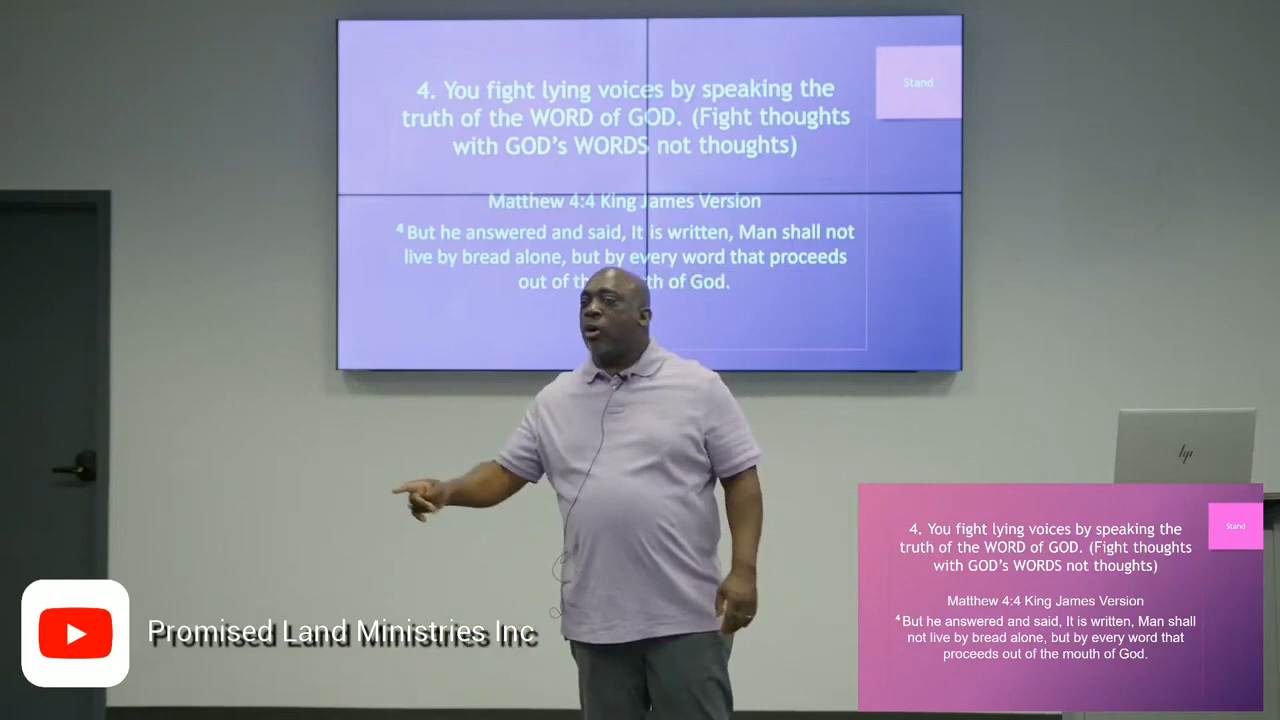 4. You fight lying voices by speaking the
truth of the WORD of GOD. (Fight thoughts
with GOD's WORDS not thoughts)
Stand
Matthew 4:4 King James Version
⁴ But he answered and said, It is written, Man shall not
live by bread alone, but by every word that proceeds
out of th th of God.
hp
4. You fight lying voices by speaking the
truth of the WORD of GOD. (Fight thoughts
with GOD's WORDS not thoughts)
Stand
Matthew 4:4 King James Version
⁴ But he answered and said, It is written, Man shall
not live by bread alone, but by every word that
proceeds out of the mouth of God.
Promised Land Ministries Inc